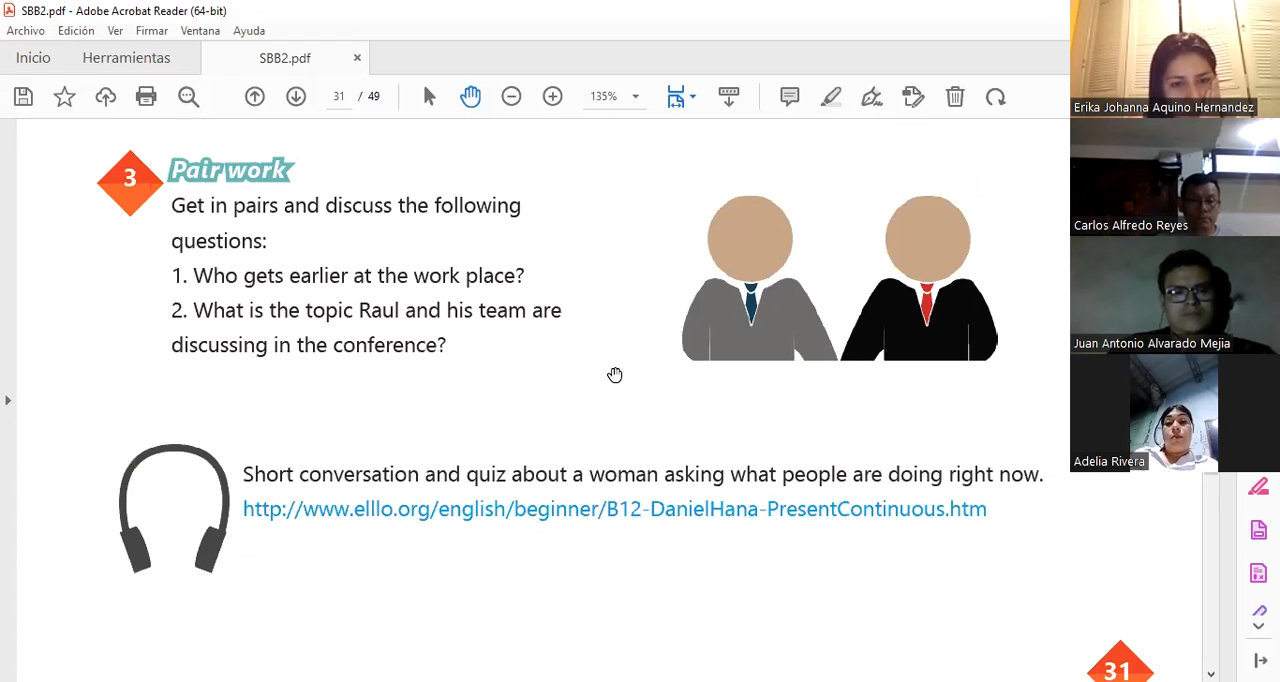 SBB2.pdf - Adobe Acrobat Reader (64-bit)
Archivo Edición Ver Firmar Ventana Ayuda
Inicio Herramientas SBB2.pdf ×
31 / 49 135%
3 Pair work
Get in pairs and discuss the following
questions:
1. Who gets earlier at the work place?
2. What is the topic Raul and his team are
discussing in the conference?
Short conversation and quiz about a woman asking what people are doing right now.
http://www.elllo.org/english/beginner/B12-DanielHana-PresentContinuous.htm
31
Erika Johanna Aquino Hernandez
Carlos Alfredo Reyes
Juan Antonio Alvarado Mejia
Adelia Rivera